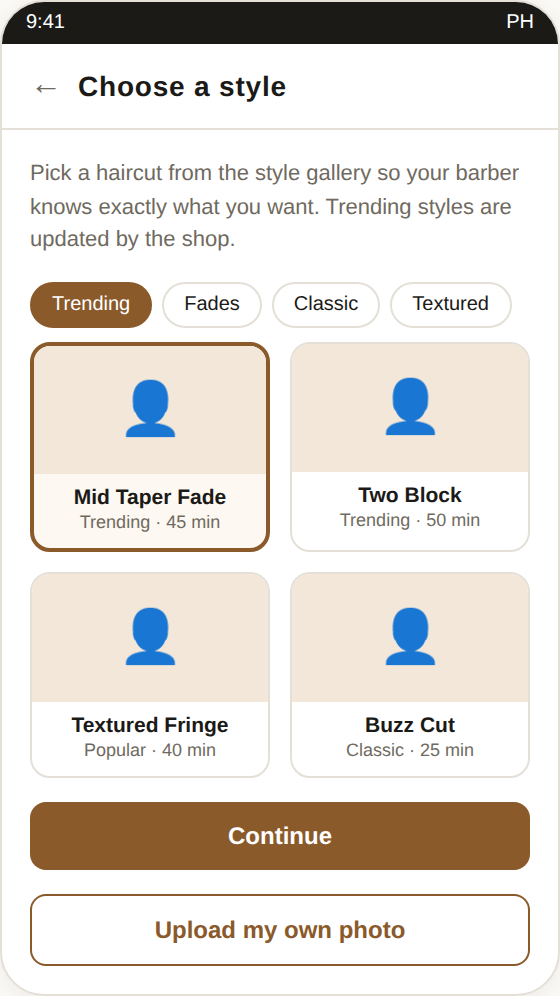 9:41
PH
← Choose a style
Pick a haircut from the style gallery so your barber
knows exactly what you want. Trending styles are
updated by the shop.
Trending
Fades
Classic
Textured
Mid Taper Fade
Trending · 45 min
Two Block
Trending · 50 min
Textured Fringe
Popular · 40 min
Buzz Cut
Classic · 25 min
Continue
Upload my own photo